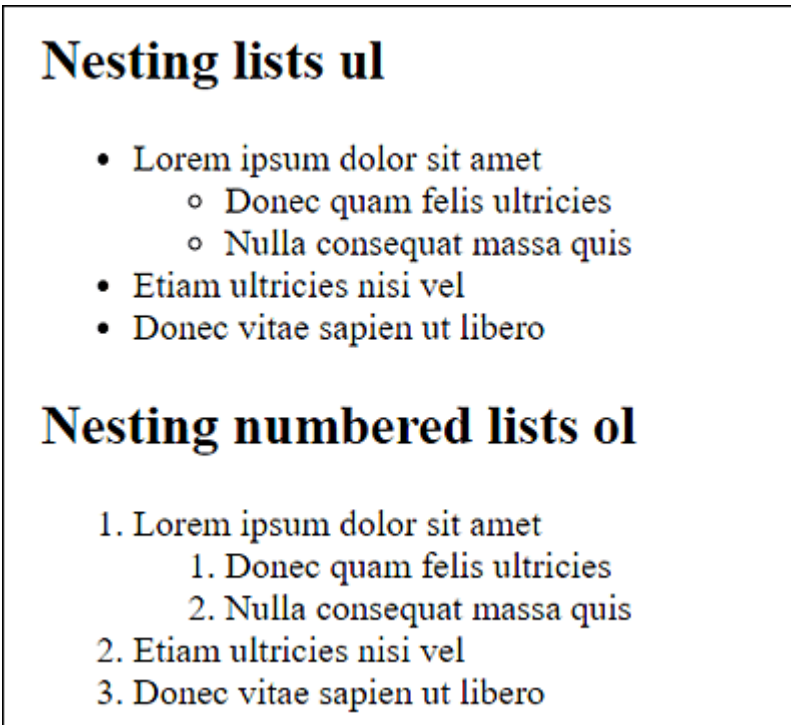 Nesting lists ul
• Lorem ipsum dolor sit amet
◦ Donec quam felis ultricies
◦ Nulla consequat massa quis
• Etiam ultricies nisi vel
• Donec vitae sapien ut libero
Nesting numbered lists ol
1. Lorem ipsum dolor sit amet
1. Donec quam felis ultricies
2. Nulla consequat massa quis
2. Etiam ultricies nisi vel
3. Donec vitae sapien ut libero